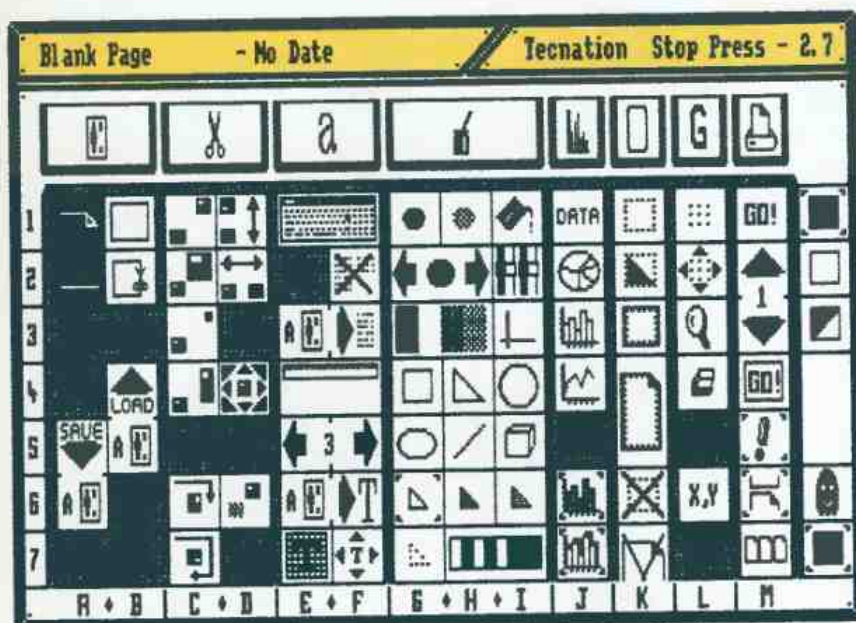 Blank Page - No Date Tecnation Stop Press - 2.7
a G
1 DATA GO!
2
3 A 1
4 LOAD GO!
5 SAVE A 3
6 A A T X,Y
7 T T
A ♦ B C ♦ D E ♦ F G ♦ H ♦ I J K L M